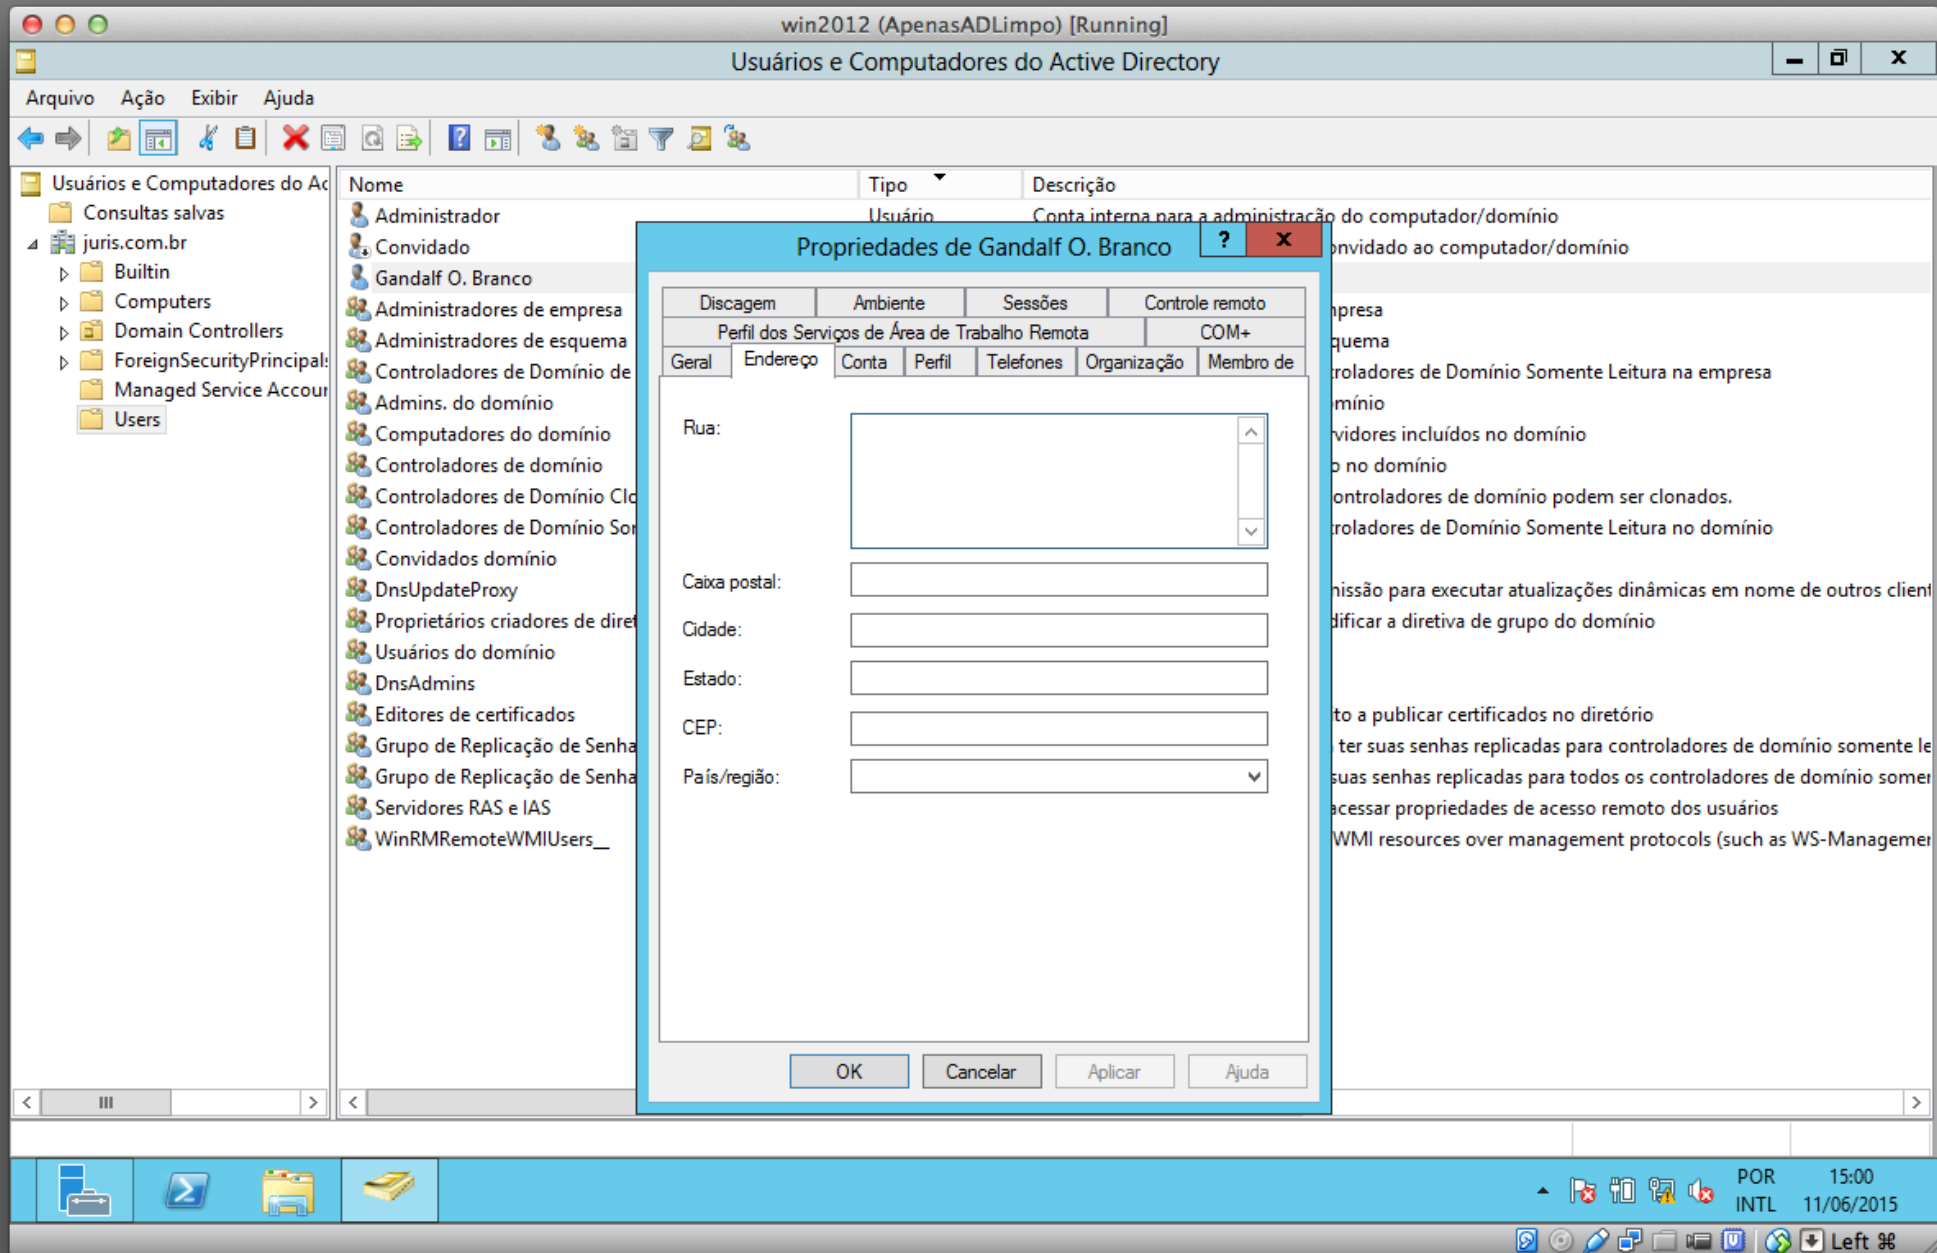 win2012 (ApenasADLimpo) [Running]
Usuários e Computadores do Active Directory
Arquivo Ação Exibir Ajuda
Usuários e Computadores do Ac
Consultas salvas
juris.com.br
Builtin
Computers
Domain Controllers
ForeignSecurityPrincipals
Managed Service Accour
Users
Nome Tipo Descrição
Administrador Usuário Conta interna para a administração do computador/domínio
Convidado onvidado ao computador/domínio
Gandalf O. Branco
Administradores de empresa mpresa
Administradores de esquema quema
Controladores de Domínio de troladores de Domínio Somente Leitura na empresa
Admins. do domínio omínio
Computadores do domínio rvidores incluídos no domínio
Controladores de domínio o no domínio
Controladores de Domínio Clo ontroladores de domínio podem ser clonados.
Controladores de Domínio Sor troladores de Domínio Somente Leitura no domínio
Convidados domínio
DnsUpdateProxy nissão para executar atualizações dinâmicas em nome de outros client
Proprietários criadores de diret dificar a diretiva de grupo do domínio
Usuários do domínio
DnsAdmins
Editores de certificados ito a publicar certificados no diretório
Grupo de Replicação de Senha ter suas senhas replicadas para controladores de domínio somente le
Grupo de Replicação de Senha suas senhas replicadas para todos os controladores de domínio somer
Servidores RAS e IAS acessar propriedades de acesso remoto dos usuários
WinRMRemoteWMIUsers__ WMI resources over management protocols (such as WS-Managemer
Propriedades de Gandalf O. Branco
Discagem Ambiente Sessões Controle remoto
Perfil dos Serviços de Área de Trabalho Remota COM+
Geral Endereço Conta Perfil Telefones Organização Membro de
Rua:
Caixa postal:
Cidade:
Estado:
CEP:
País/região:
OK Cancelar Aplicar Ajuda
POR 15:00
INTL 11/06/2015
Left ⌘